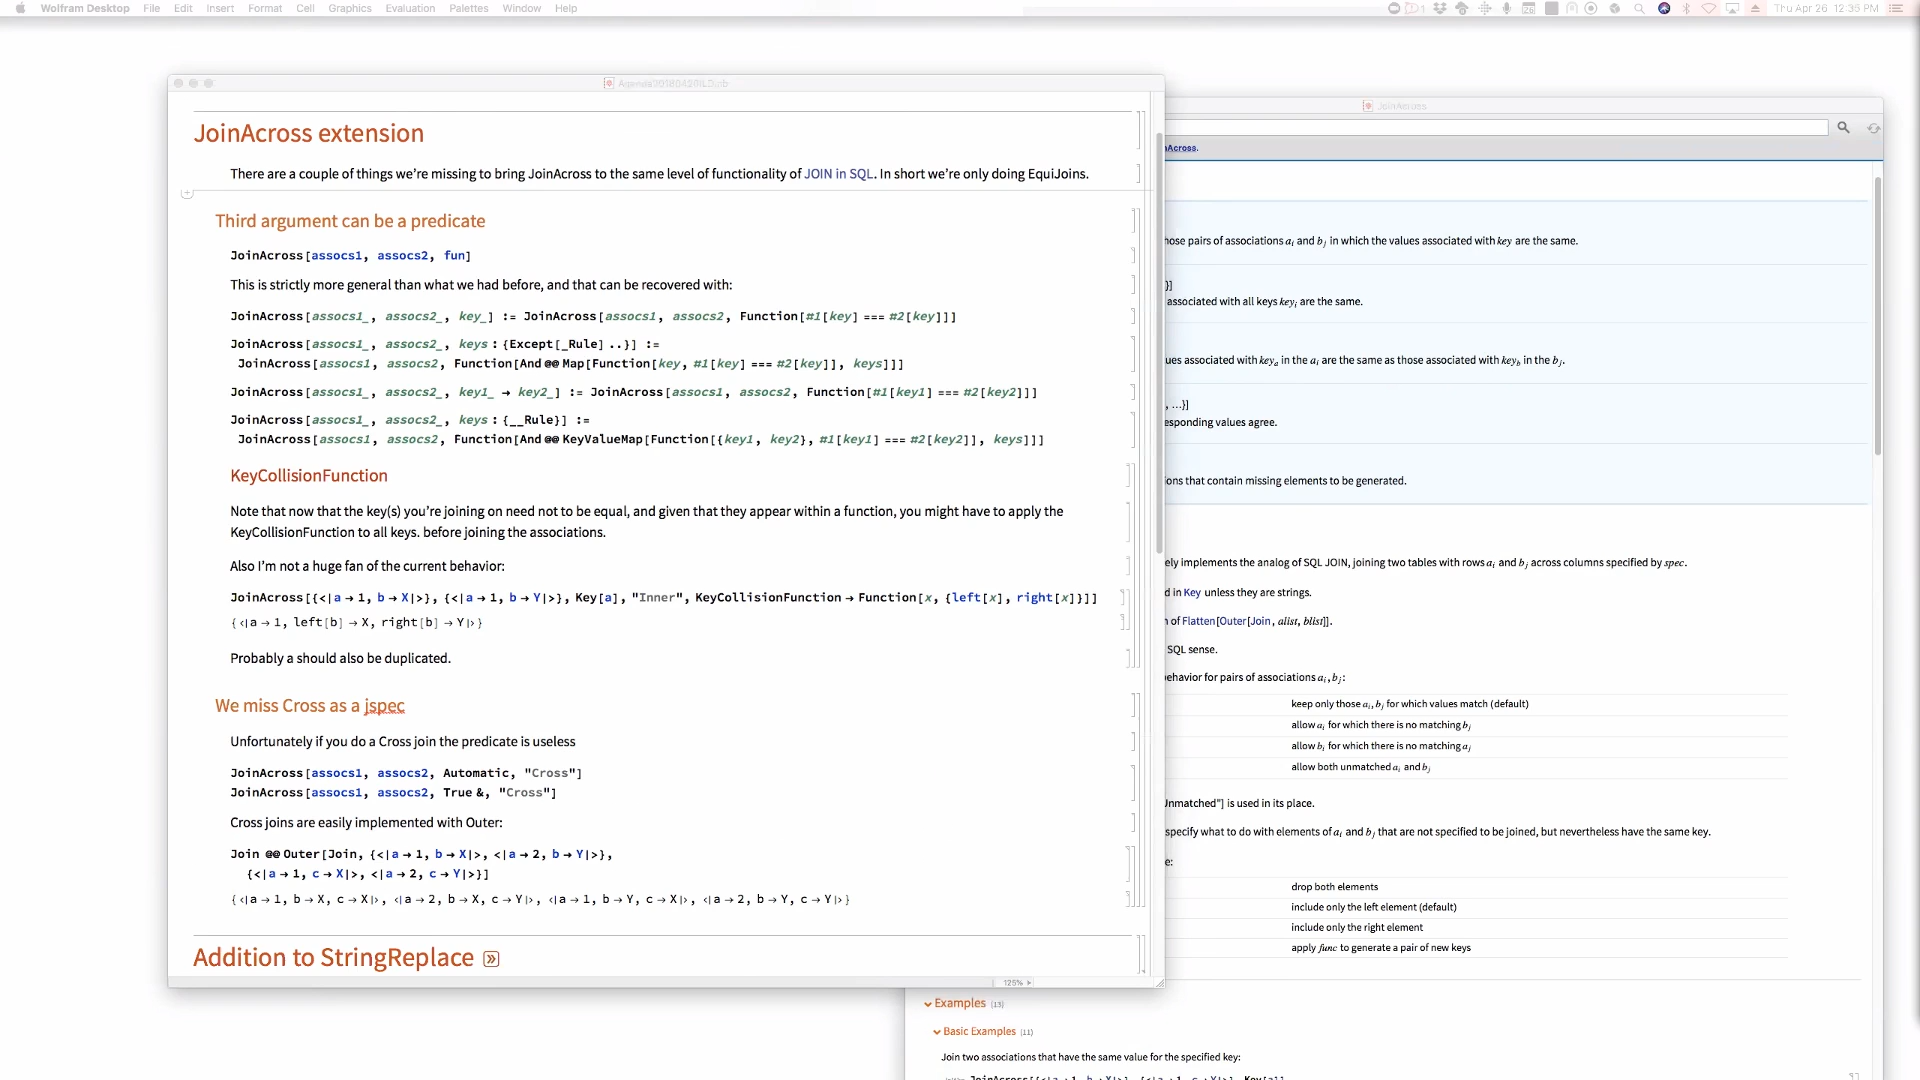 Wolfram Desktop File Edit Insert Format Cell Graphics Evaluation Palettes Window Help
Thu Apr 26 12:35 PM
JoinAcross extension
There are a couple of things we’re missing to bring JoinAcross to the same level of functionality of JOIN in SQL. In short we’re only doing EquiJoins.
Third argument can be a predicate
JoinAcross[assocs1, assocs2, fun]
This is strictly more general than what we had before, and that can be recovered with:
JoinAcross[assocs1_, assocs2_, key_] := JoinAcross[assocs1, assocs2, Function[#1[key] === #2[key]]]
JoinAcross[assocs1_, assocs2_, keys : {Except[_Rule] ..}] :=
JoinAcross[assocs1, assocs2, Function[And @@ Map[Function[key, #1[key] === #2[key]], keys]]]
JoinAcross[assocs1_, assocs2_, key1_ → key2_] := JoinAcross[assocs1, assocs2, Function[#1[key1] === #2[key2]]]
JoinAcross[assocs1_, assocs2_, keys : {__Rule}] :=
JoinAcross[assocs1, assocs2, Function[And @@ KeyValueMap[Function[{key1, key2}, #1[key1] === #2[key2]], keys]]]
KeyCollisionFunction
Note that now that the key(s) you’re joining on need not to be equal, and given that they appear within a function, you might have to apply the
KeyCollisionFunction to all keys. before joining the associations.
Also I’m not a huge fan of the current behavior:
JoinAcross[{<|a → 1, b → X|>}, {<|a → 1, b → Y|>}, Key[a], "Inner", KeyCollisionFunction → Function[x, {left[x], right[x]}]]
{<|a → 1, left[b] → X, right[b] → Y|>}
Probably a should also be duplicated.
We miss Cross as a jspec
Unfortunately if you do a Cross join the predicate is useless
JoinAcross[assocs1, assocs2, Automatic, "Cross"]
JoinAcross[assocs1, assocs2, True &, "Cross"]
Cross joins are easily implemented with Outer:
Join @@ Outer[Join, {<|a → 1, b → X|>, <|a → 2, b → Y|>},
{<|a → 1, c → X|>, <|a → 2, c → Y|>}]
{<|a → 1, b → X, c → X|>, <|a → 2, b → X, c → Y|>, <|a → 1, b → Y, c → X|>, <|a → 2, b → Y, c → Y|>}
Addition to StringReplace
125%
JoinAcross
Across.
hose pairs of associations aᵢ and bⱼ in which the values associated with key are the same.
}]
associated with all keys keyᵢ are the same.
ues associated with keyₐ in the aᵢ are the same as those associated with key_b in the bⱼ.
, …}]
esponding values agree.
ions that contain missing elements to be generated.
ely implements the analog of SQL JOIN, joining two tables with rows aᵢ and bⱼ across columns specified by spec.
d in Key unless they are strings.
n of Flatten[Outer[Join, alist, blist]].
SQL sense.
ehavior for pairs of associations aᵢ, bⱼ:
keep only those aᵢ, bⱼ for which values match (default)
allow aᵢ for which there is no matching bⱼ
allow bᵢ for which there is no matching aⱼ
allow both unmatched aᵢ and bⱼ
Unmatched"] is used in its place.
specify what to do with elements of aᵢ and bⱼ that are not specified to be joined, but nevertheless have the same key.
e:
drop both elements
include only the left element (default)
include only the right element
apply func to generate a pair of new keys
Examples (13)
Basic Examples (11)
Join two associations that have the same value for the specified key: